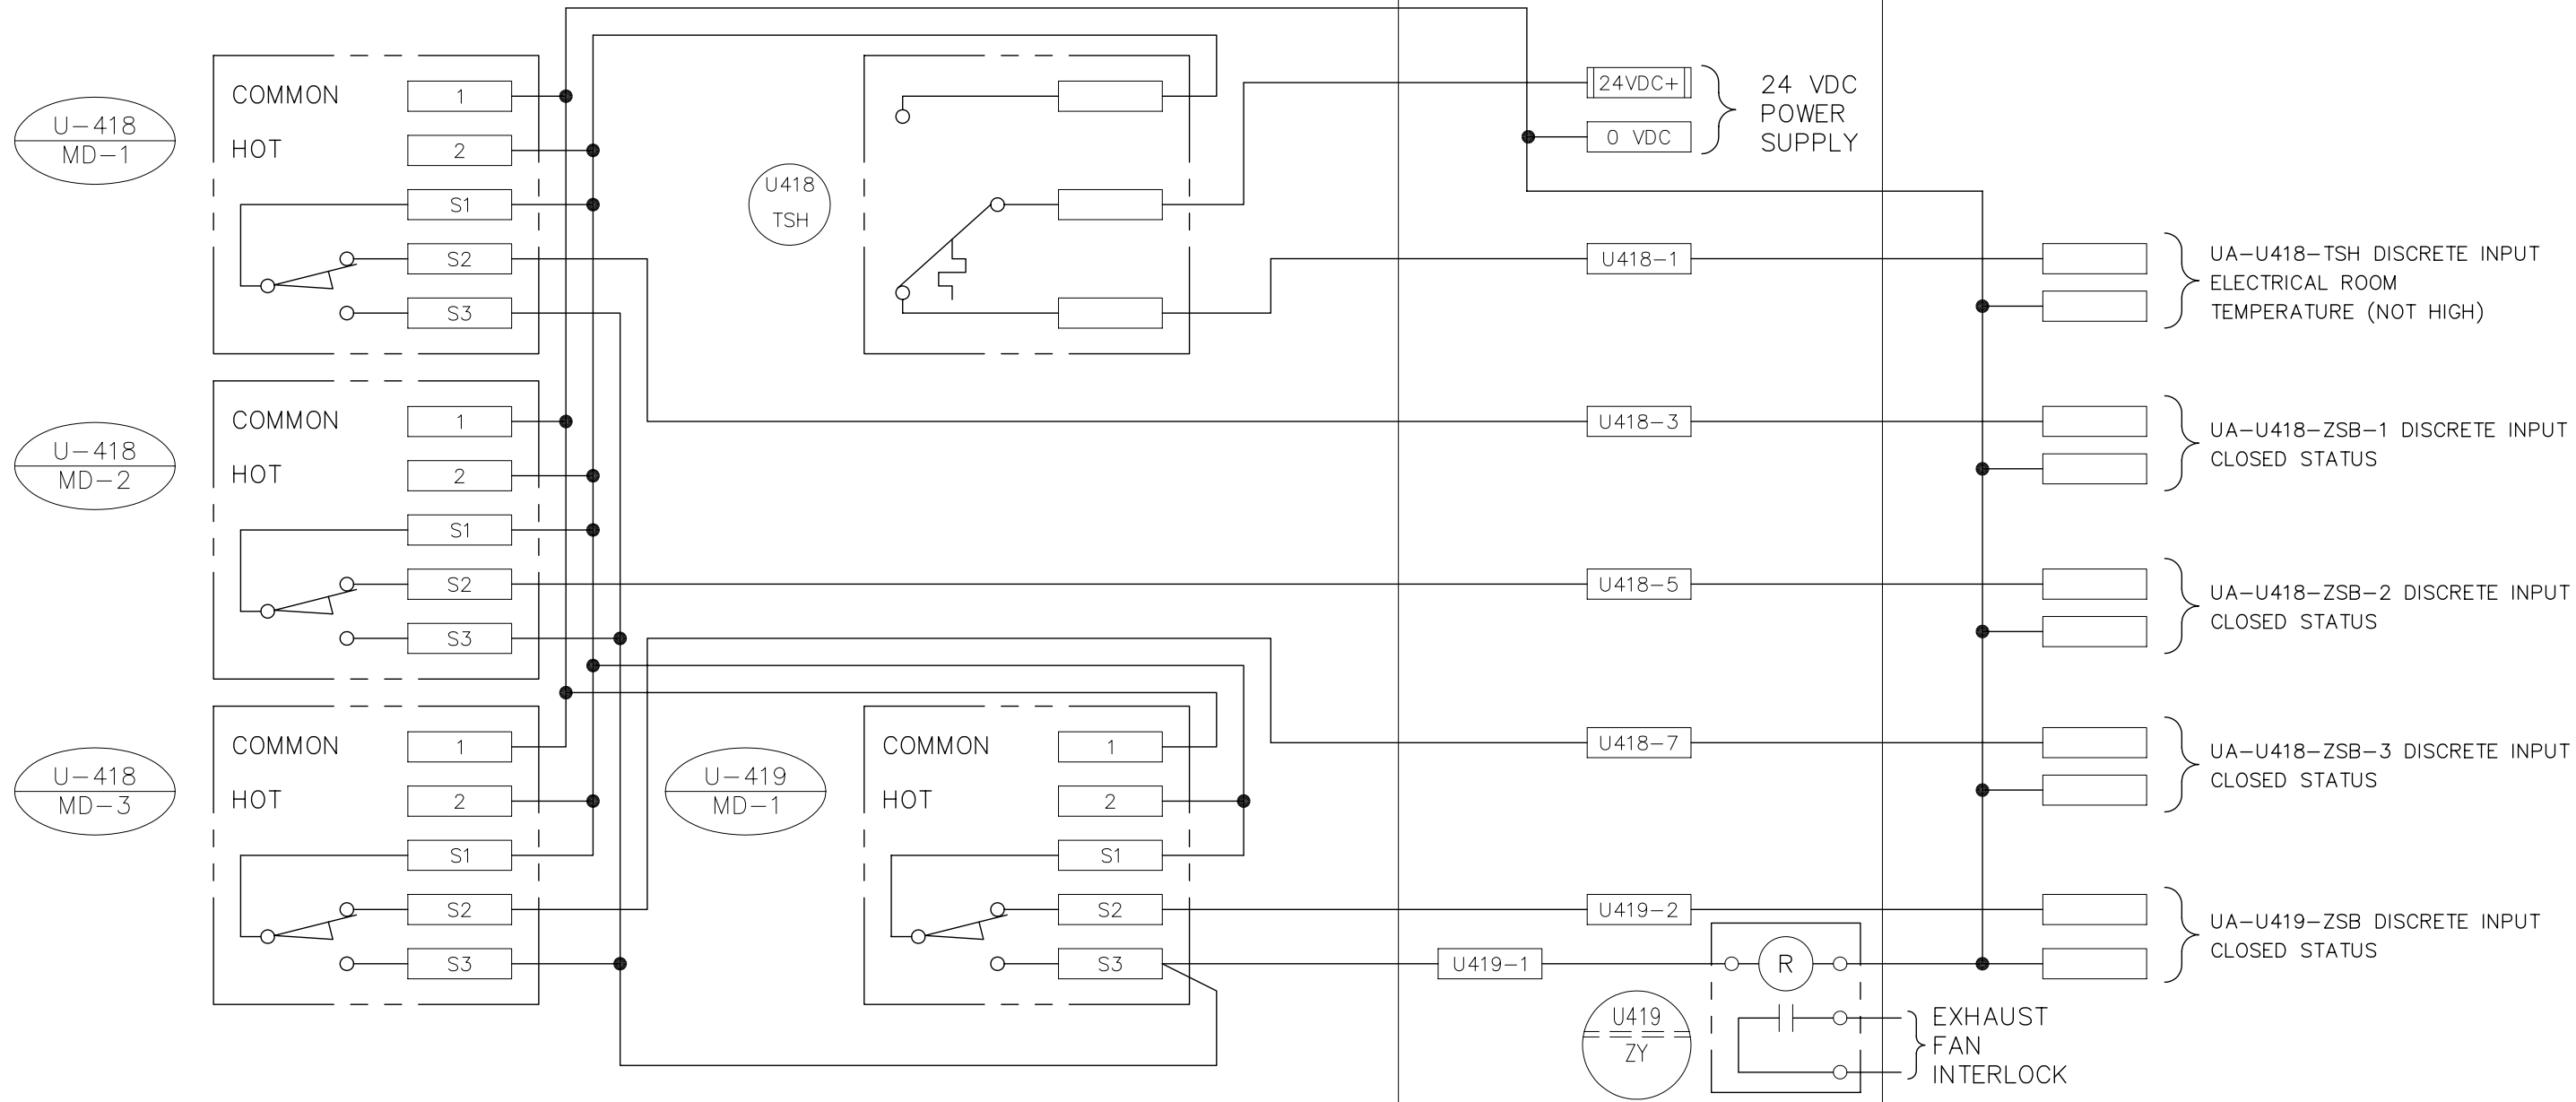 U-418
MD-1
COMMON
1
HOT
2
S1
S2
S3
U418
TSH
24VDC+
0 VDC
24 VDC
POWER
SUPPLY
U418-1
UA-U418-TSH DISCRETE INPUT
ELECTRICAL ROOM
TEMPERATURE (NOT HIGH)
U-418
MD-2
COMMON
1
HOT
2
S1
S2
S3
U418-3
UA-U418-ZSB-1 DISCRETE INPUT
CLOSED STATUS
U418-5
UA-U418-ZSB-2 DISCRETE INPUT
CLOSED STATUS
U-418
MD-3
COMMON
1
HOT
2
S1
S2
S3
U-419
MD-1
COMMON
1
HOT
2
S1
S2
S3
U418-7
UA-U418-ZSB-3 DISCRETE INPUT
CLOSED STATUS
U419-2
UA-U419-ZSB DISCRETE INPUT
CLOSED STATUS
U419-1
R
U419
ZY
EXHAUST
FAN
INTERLOCK